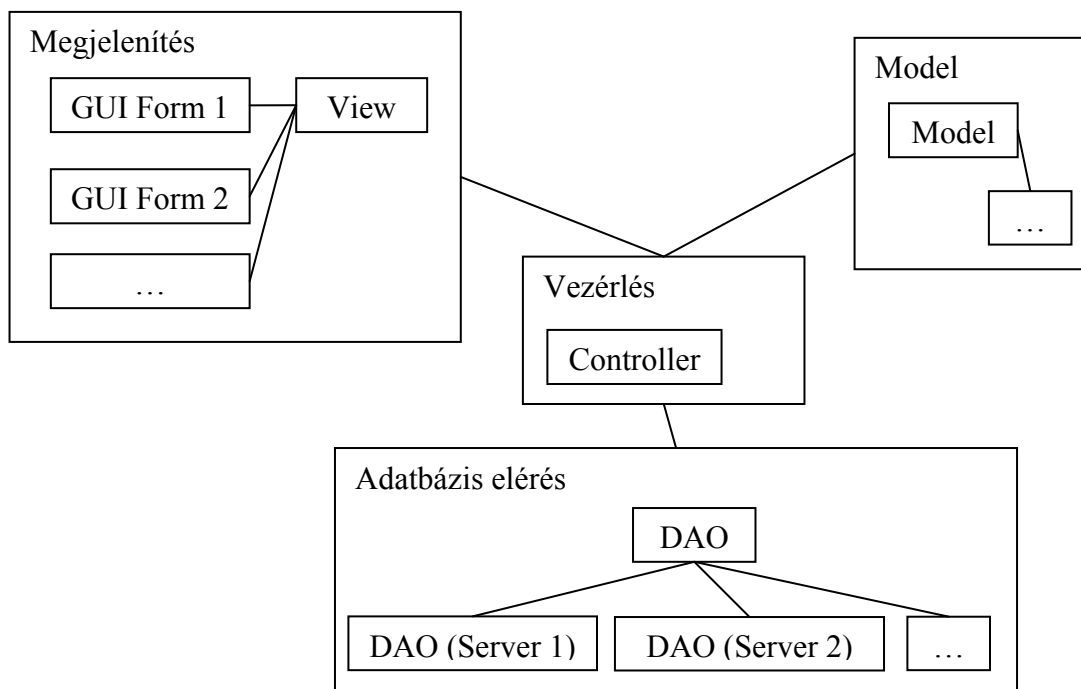 Megjelenítés
GUI Form 1
View
GUI Form 2
…
Model
Model
…
Vezérlés
Controller
Adatbázis elérés
DAO
DAO (Server 1)
DAO (Server 2)
…